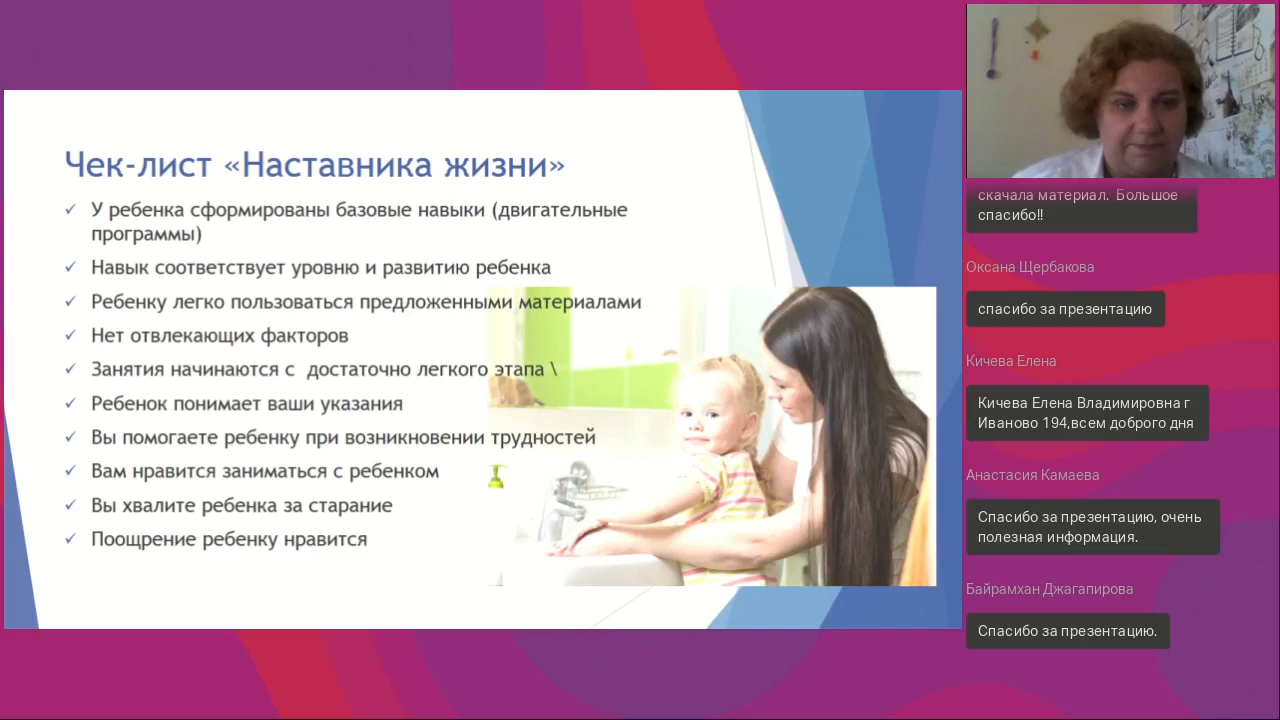 Чек-лист «Наставника жизни»
✓ У ребенка сформированы базовые навыки (двигательные
программы)
✓ Навык соответствует уровню и развитию ребенка
✓ Ребенку легко пользоваться предложенными материалами
✓ Нет отвлекающих факторов
✓ Занятия начинаются с  достаточно легкого этапа \
✓ Ребенок понимает ваши указания
✓ Вы помогаете ребенку при возникновении трудностей
✓ Вам нравится заниматься с ребенком
✓ Вы хвалите ребенка за старание
✓ Поощрение ребенку нравится
скачала материал.  Большое
спасибо!!
Оксана Щербакова
спасибо за презентацию
Кичева Елена
Кичева Елена Владимировна г
Иваново 194,всем доброго дня
Анастасия Камаева
Спасибо за презентацию, очень
полезная информация.
Байрамхан Джагапирова
Спасибо за презентацию.